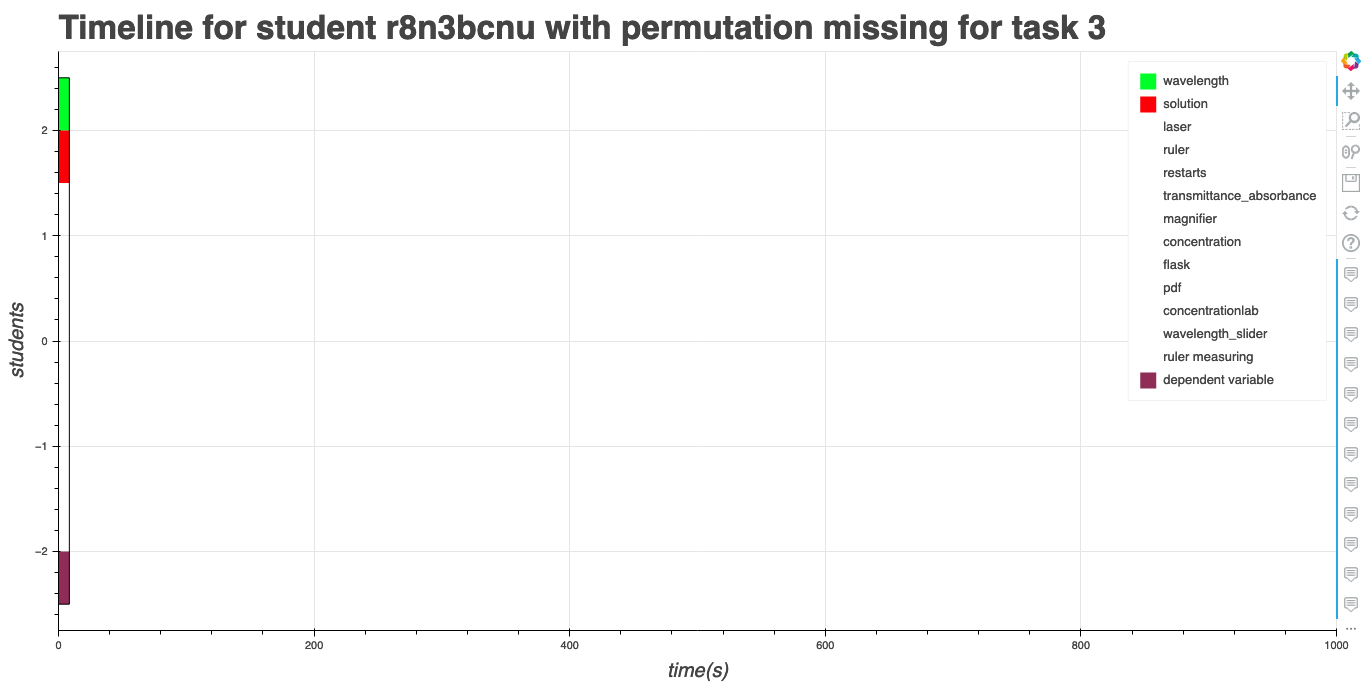 Timeline for student r8n3bcnu with permutation missing for task 3
wavelength
solution
laser
ruler
restarts
transmittance_absorbance
magnifier
concentration
flask
pdf
concentrationlab
wavelength_slider
ruler measuring
dependent variable
students
2
1
0
−1
−2
0
200
400
600
800
1000
time(s)